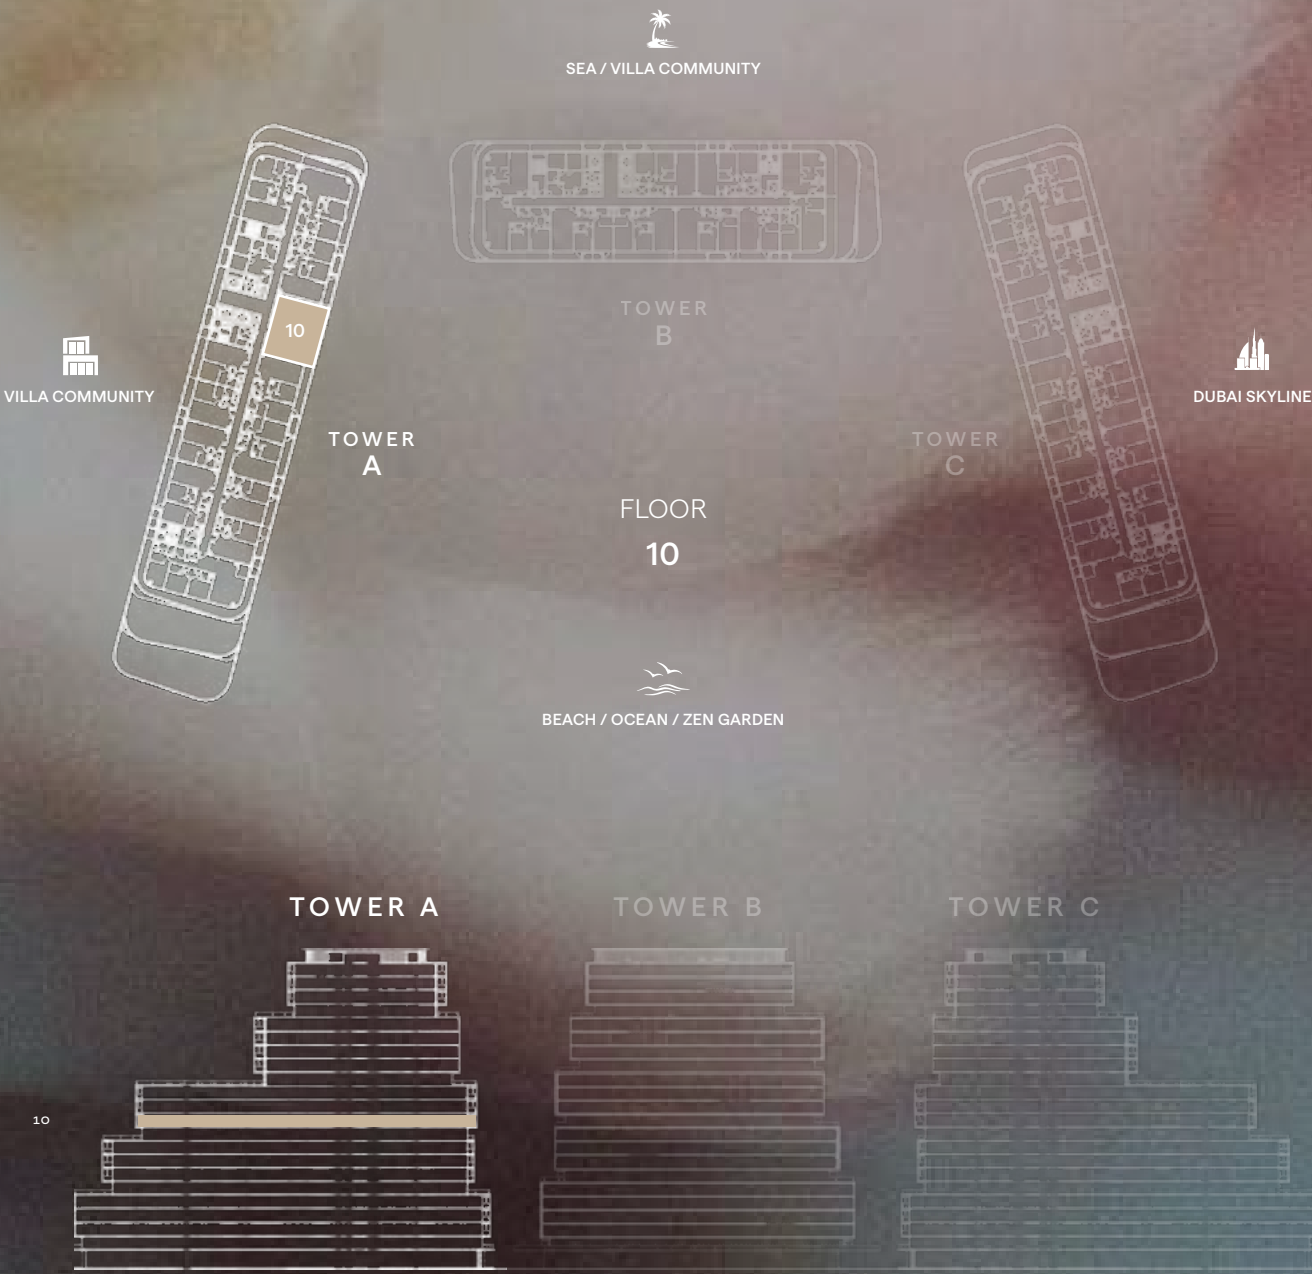 SEA / VILLA COMMUNITY
10
TOWER
B
VILLA COMMUNITY
DUBAI SKYLINE
TOWER
A
TOWER
C
FLOOR
10
BEACH / OCEAN / ZEN GARDEN
TOWER A
TOWER B
TOWER C
10